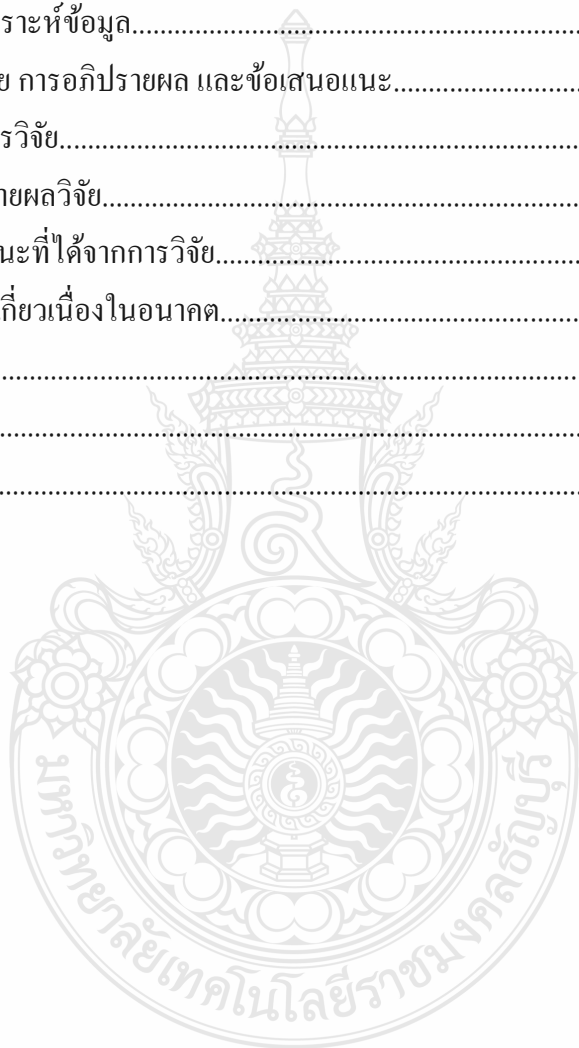 ราะห์ข้อมูล........................................................................
ย การอภิปรายผล และข้อเสนอแนะ..............................
รวิจัย...................................................................................
ายผลวิจัย............................................................................
นะที่ได้จากการวิจัย...........................................................
กี่ยวเนื่องในอนาคต..........................................................
..............................................................................................
..............................................................................................
..............................................................................................
มหาวิทยาลัยเทคโนโลยีราชมงคลธัญบุรี